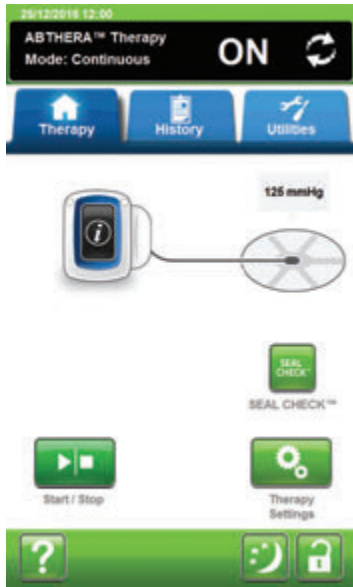 25/12/2016 12:00
ABTHERA™ Therapy
Mode: Continuous
ON
Therapy
History
Utilities
125 mmHg
i
SEAL
CHECK™
SEAL CHECK™
Start / Stop
Therapy
Settings
?